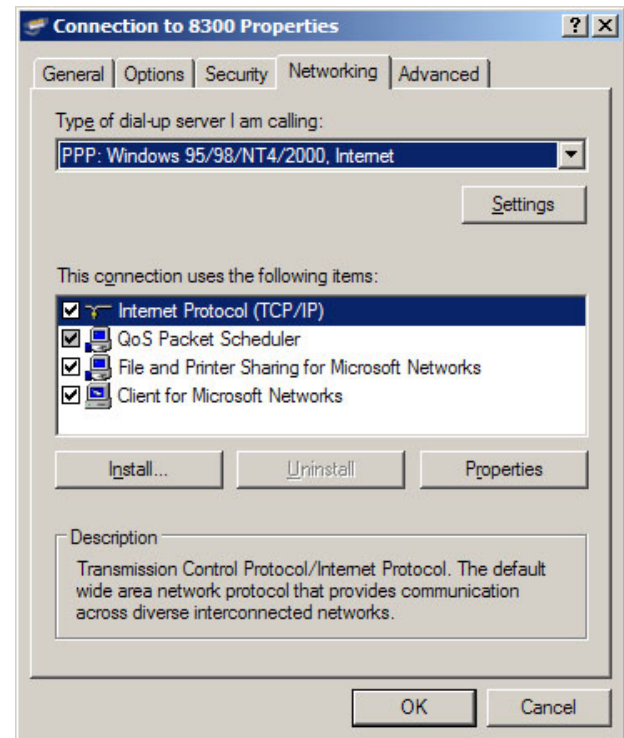 Connection to 8300 Properties
General Options Security Networking Advanced
Type of dial-up server I am calling:
PPP: Windows 95/98/NT4/2000, Internet
Settings
This connection uses the following items:
Internet Protocol (TCP/IP)
QoS Packet Scheduler
File and Printer Sharing for Microsoft Networks
Client for Microsoft Networks
Install... Uninstall Properties
Description
Transmission Control Protocol/Internet Protocol. The default
wide area network protocol that provides communication
across diverse interconnected networks.
OK Cancel